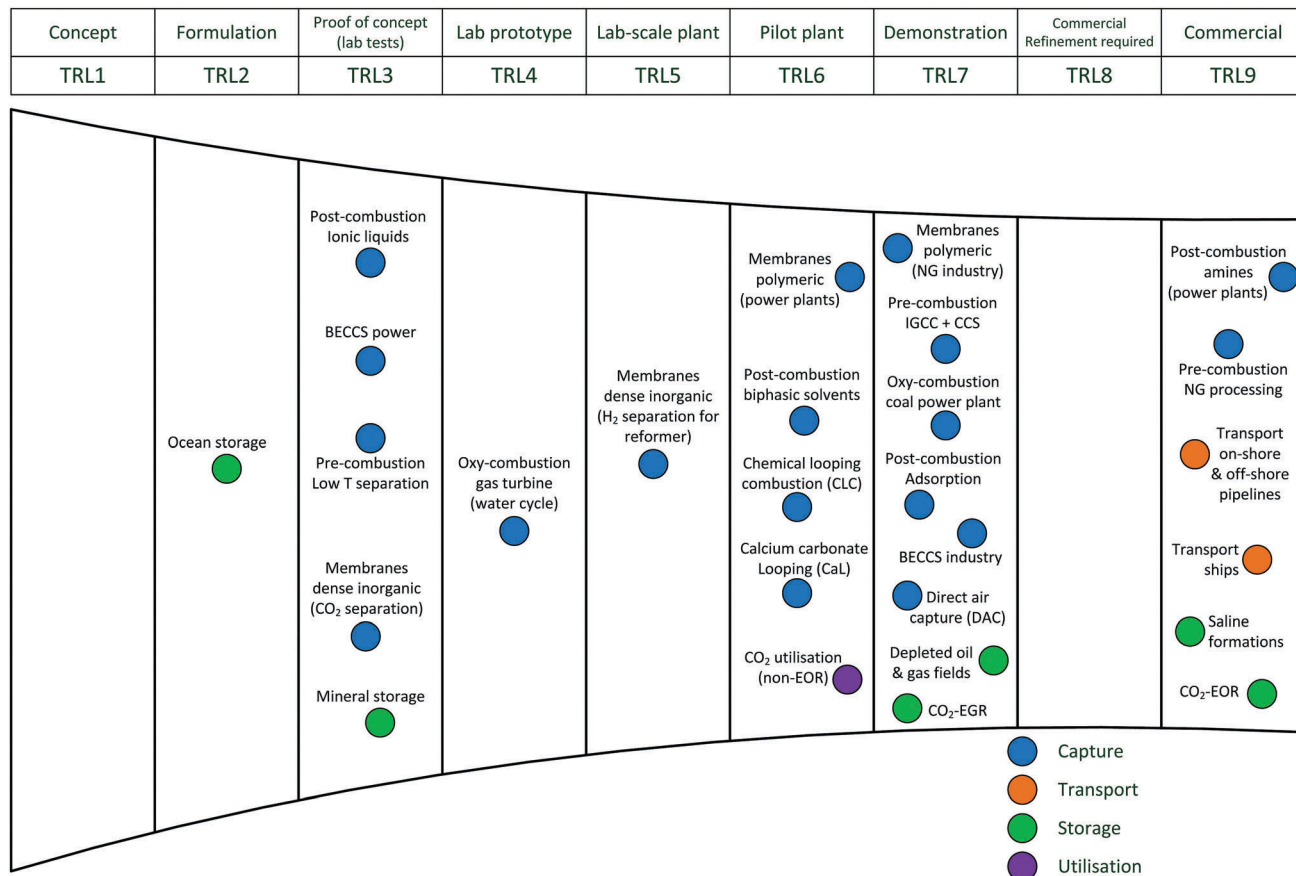 Concept
Formulation
Proof of concept
(lab tests)
Lab prototype
Lab-scale plant
Pilot plant
Demonstration
Commercial
Refinement required
Commercial
TRL1
TRL2
TRL3
TRL4
TRL5
TRL6
TRL7
TRL8
TRL9
Ocean storage
Post-combustion
Ionic liquids
BECCS power
Pre-combustion
Low T separation
Membranes
dense inorganic
(CO₂ separation)
Mineral storage
Oxy-combustion
gas turbine
(water cycle)
Membranes
dense inorganic
(H₂ separation for
reformer)
Membranes
polymeric
(power plants)
Post-combustion
biphasic solvents
Chemical looping
combustion (CLC)
Calcium carbonate
Looping (CaL)
CO₂ utilisation
(non-EOR)
Membranes
polymeric
(NG industry)
Pre-combustion
IGCC + CCS
Oxy-combustion
coal power plant
Post-combustion
Adsorption
BECCS industry
Direct air
capture (DAC)
Depleted oil
& gas fields
CO₂-EGR
Post-combustion
amines
(power plants)
Pre-combustion
NG processing
Transport
on-shore
& off-shore
pipelines
Transport
ships
Saline
formations
CO₂-EOR
Capture
Transport
Storage
Utilisation